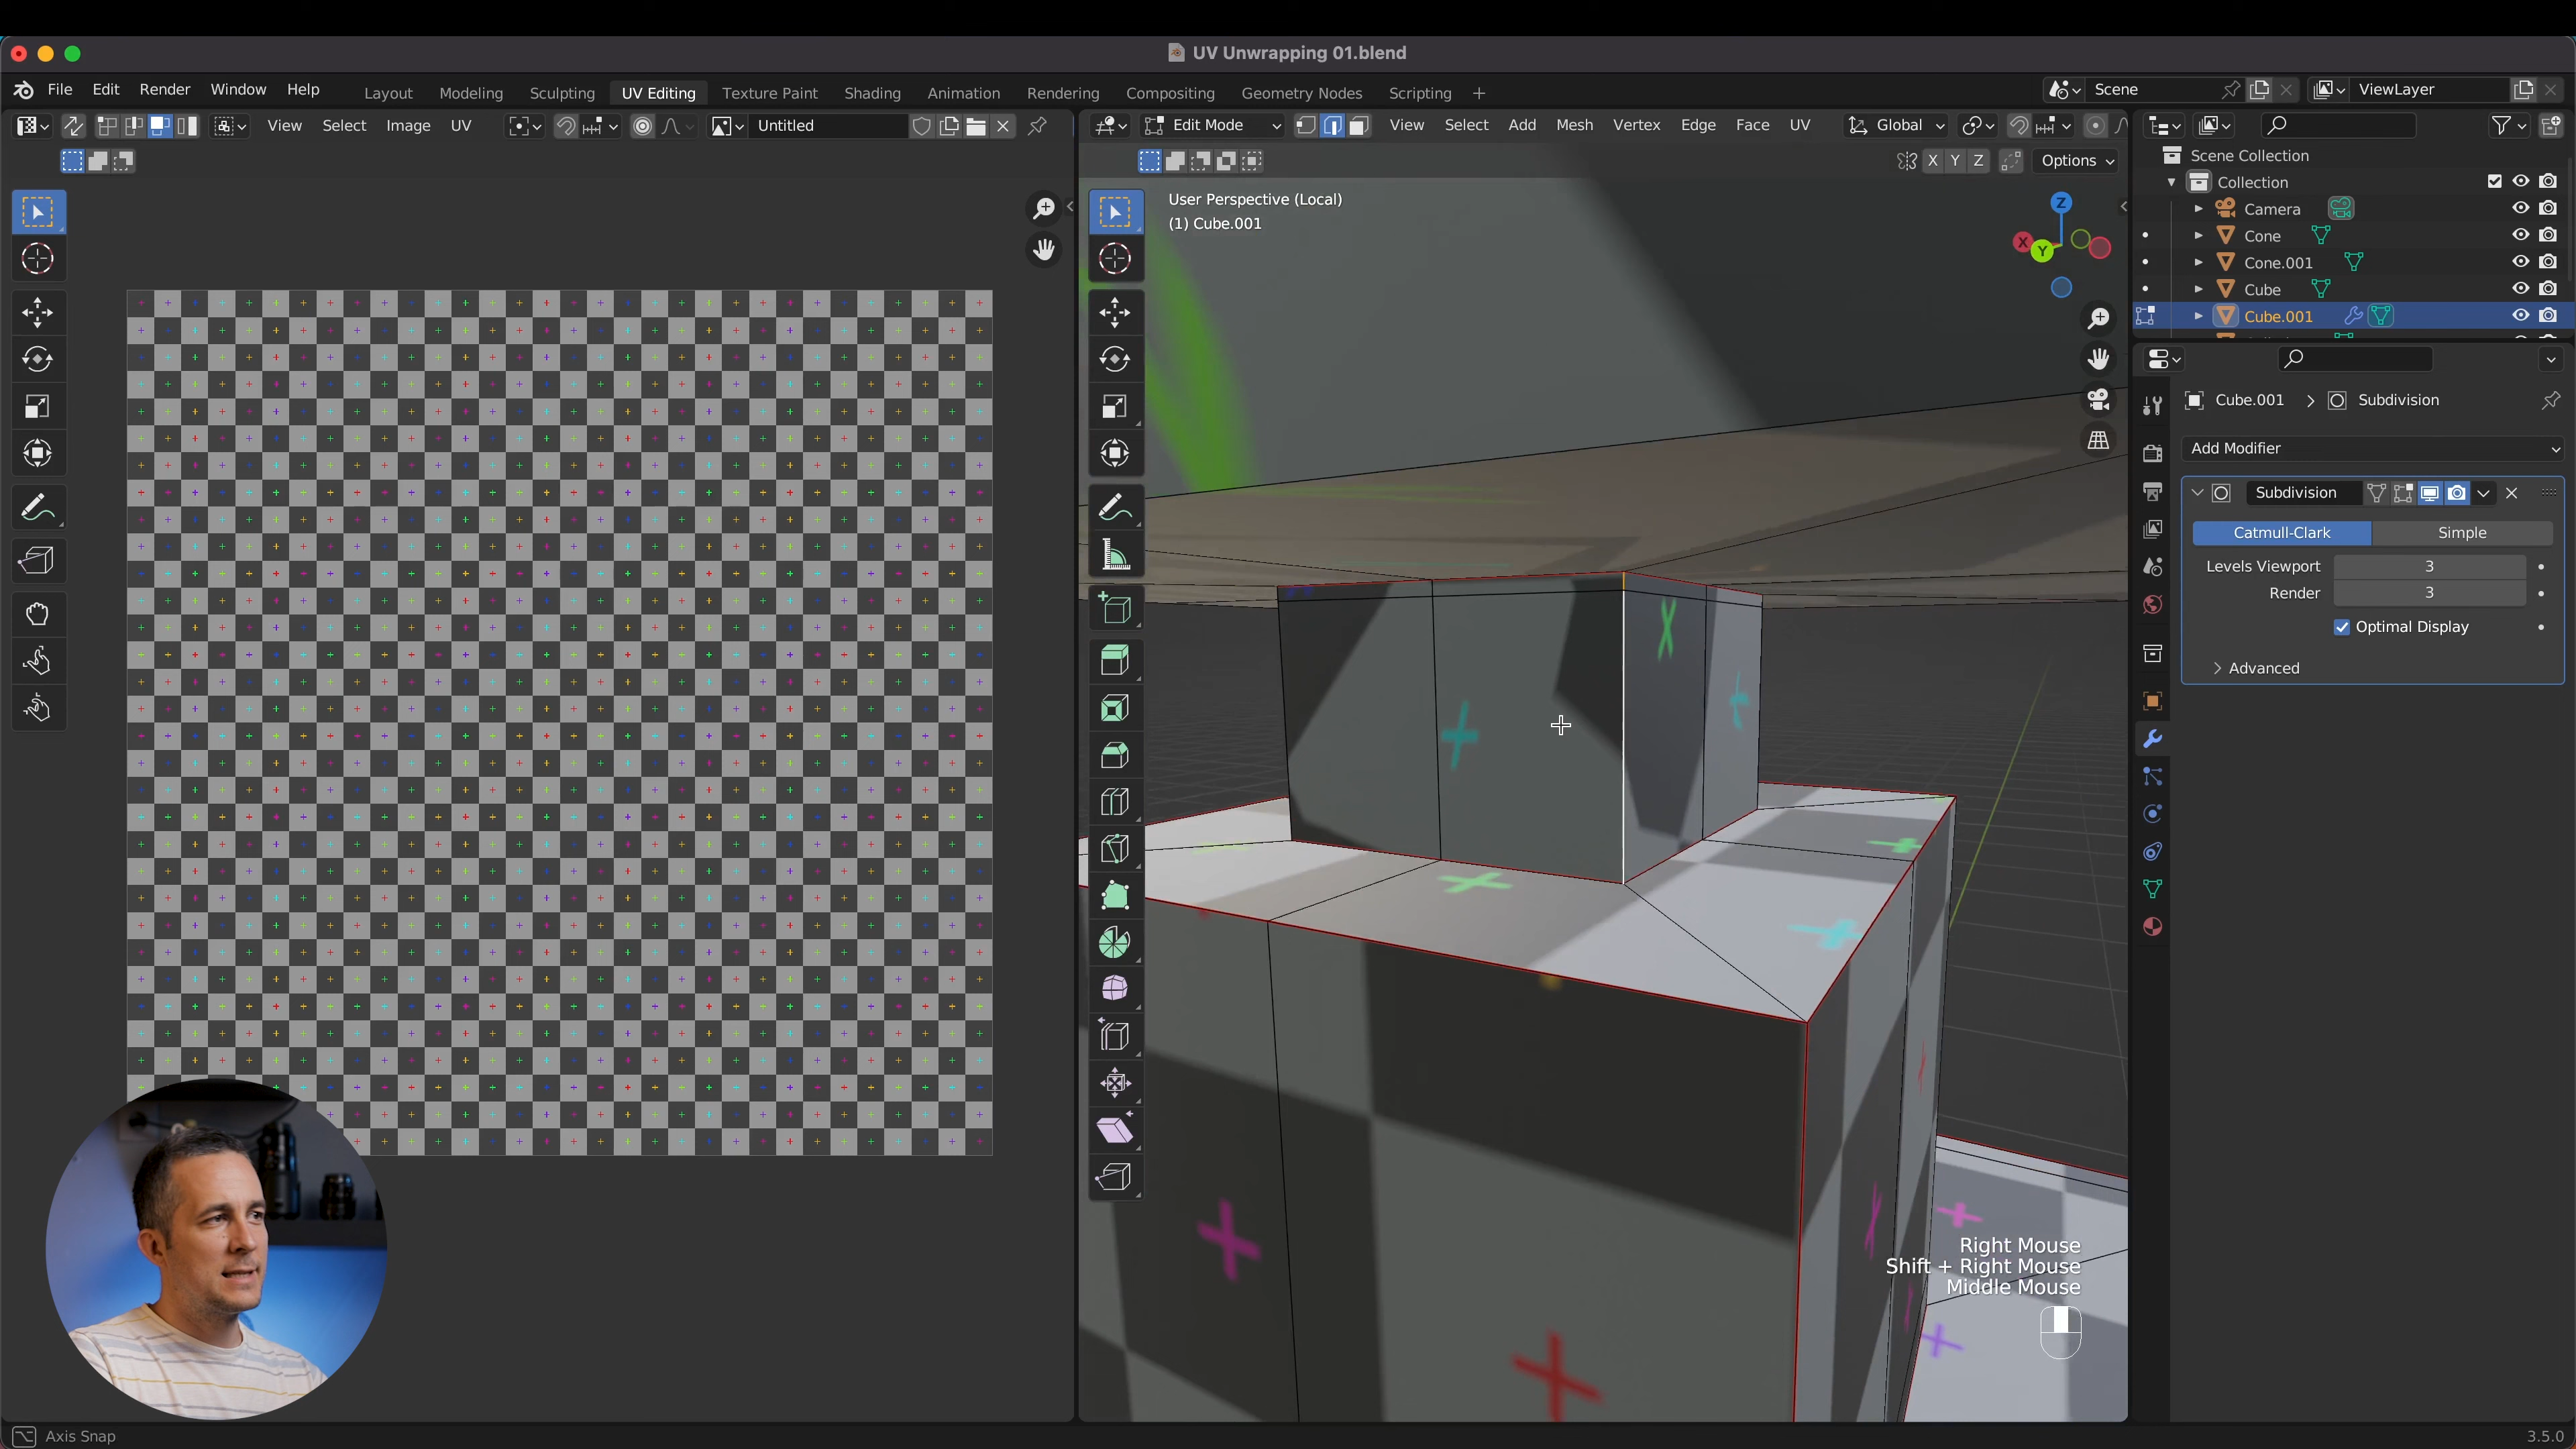 UV Unwrapping 01.blend
File Edit Render Window Help Layout Modeling Sculpting UV Editing Texture Paint Shading Animation Rendering Compositing Geometry Nodes Scripting + Scene ViewLayer
View Select Image UV Untitled
Edit Mode View Select Add Mesh Vertex Edge Face UV Global
X Y Z Options
User Perspective (Local)
(1) Cube.001
Z
X
Y
Scene Collection
Collection
Camera
Cone
Cone.001
Cube
Cube.001
Cube.001 > Subdivision
Add Modifier
Subdivision
Catmull-Clark Simple
Levels Viewport 3
Render 3
Optimal Display
Advanced
Right Mouse
Shift + Right Mouse
Middle Mouse
Axis Snap
3.5.0